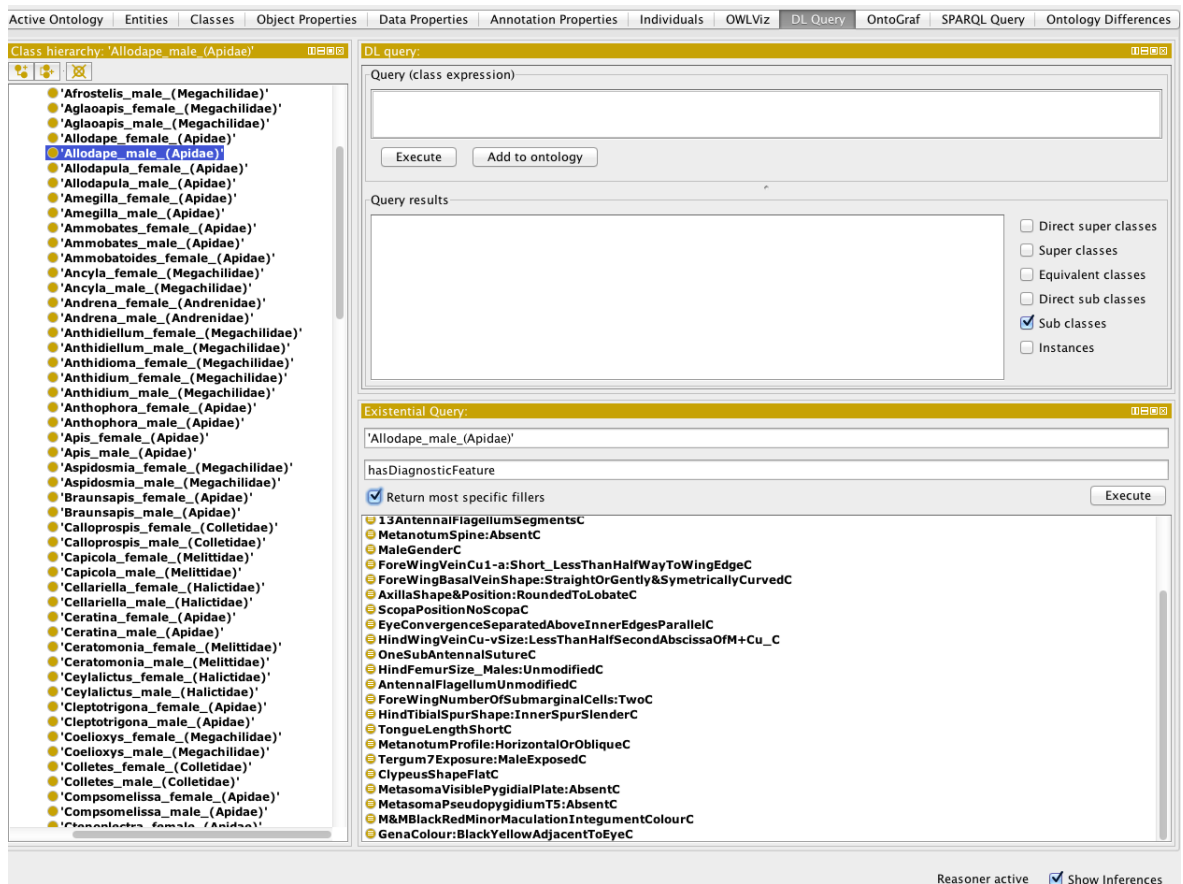 Active Ontology Entities Classes Object Properties Data Properties Annotation Properties Individuals OWLViz DL Query OntoGraf SPARQL Query Ontology Differences
Class hierarchy: 'Allodape_male_(Apidae)'
'Afrostelis_male_(Megachilidae)'
'Aglaoapis_female_(Megachilidae)'
'Aglaoapis_male_(Megachilidae)'
'Allodape_female_(Apidae)'
'Allodape_male_(Apidae)'
'Allodapula_female_(Apidae)'
'Allodapula_male_(Apidae)'
'Amegilla_female_(Apidae)'
'Amegilla_male_(Apidae)'
'Ammobates_female_(Apidae)'
'Ammobates_male_(Apidae)'
'Ammobatoides_female_(Apidae)'
'Ancyla_female_(Megachilidae)'
'Ancyla_male_(Megachilidae)'
'Andrena_female_(Andrenidae)'
'Andrena_male_(Andrenidae)'
'Anthidiellum_female_(Megachilidae)'
'Anthidiellum_male_(Megachilidae)'
'Anthidioma_female_(Megachilidae)'
'Anthidium_female_(Megachilidae)'
'Anthidium_male_(Megachilidae)'
'Anthophora_female_(Apidae)'
'Anthophora_male_(Apidae)'
'Apis_female_(Apidae)'
'Apis_male_(Apidae)'
'Aspidosmia_female_(Megachilidae)'
'Aspidosmia_male_(Megachilidae)'
'Braunsapis_female_(Apidae)'
'Braunsapis_male_(Apidae)'
'Calloprospis_female_(Colletidae)'
'Calloprospis_male_(Colletidae)'
'Capicola_female_(Melittidae)'
'Capicola_male_(Melittidae)'
'Cellariella_female_(Halictidae)'
'Cellariella_male_(Halictidae)'
'Ceratina_female_(Apidae)'
'Ceratina_male_(Apidae)'
'Ceratomonia_female_(Melittidae)'
'Ceratomonia_male_(Melittidae)'
'Ceylalictus_female_(Halictidae)'
'Ceylalictus_male_(Halictidae)'
'Cleptotrigona_female_(Apidae)'
'Cleptotrigona_male_(Apidae)'
'Coelioxys_female_(Megachilidae)'
'Coelioxys_male_(Megachilidae)'
'Colletes_female_(Colletidae)'
'Colletes_male_(Colletidae)'
'Compsomelissa_female_(Apidae)'
'Compsomelissa_male_(Apidae)'
'Ctenoplectra_female_(Apidae)'
DL query:
Query (class expression)
Execute Add to ontology
Query results
Direct super classes
Super classes
Equivalent classes
Direct sub classes
Sub classes
Instances
Existential Query:
'Allodape_male_(Apidae)'
hasDiagnosticFeature
Return most specific fillers Execute
13AntennalFlagellumSegmentsC
MetanotumSpine:AbsentC
MaleGenderC
ForeWingVeinCu1-a:Short_LessThanHalfWayToWingEdgeC
ForeWingBasalVeinShape:StraightOrGently&SymetricallyCurvedC
AxillaShape&Position:RoundedToLobateC
ScopaPositionNoScopaC
EyeConvergenceSeparatedAboveInnerEdgesParallelC
HindWingVeinCu-vSize:LessThanHalfSecondAbscissaOfM+Cu_C
OneSubAntennalSutureC
HindFemurSize_Males:UnmodifiedC
AntennalFlagellumUnmodifiedC
ForeWingNumberOfSubmarginalCells:TwoC
HindTibialSpurShape:InnerSpurSlenderC
TongueLengthShortC
MetanotumProfile:HorizontalOrObliqueC
Tergum7Exposure:MaleExposedC
ClypeusShapeFlatC
MetasomaVisiblePygidialPlate:AbsentC
MetasomaPseudopygidiumT5:AbsentC
M&MBlackRedMinorMaculationIntegumentColourC
GenaColour:BlackYellowAdjacentToEyeC
Reasoner active Show Inferences